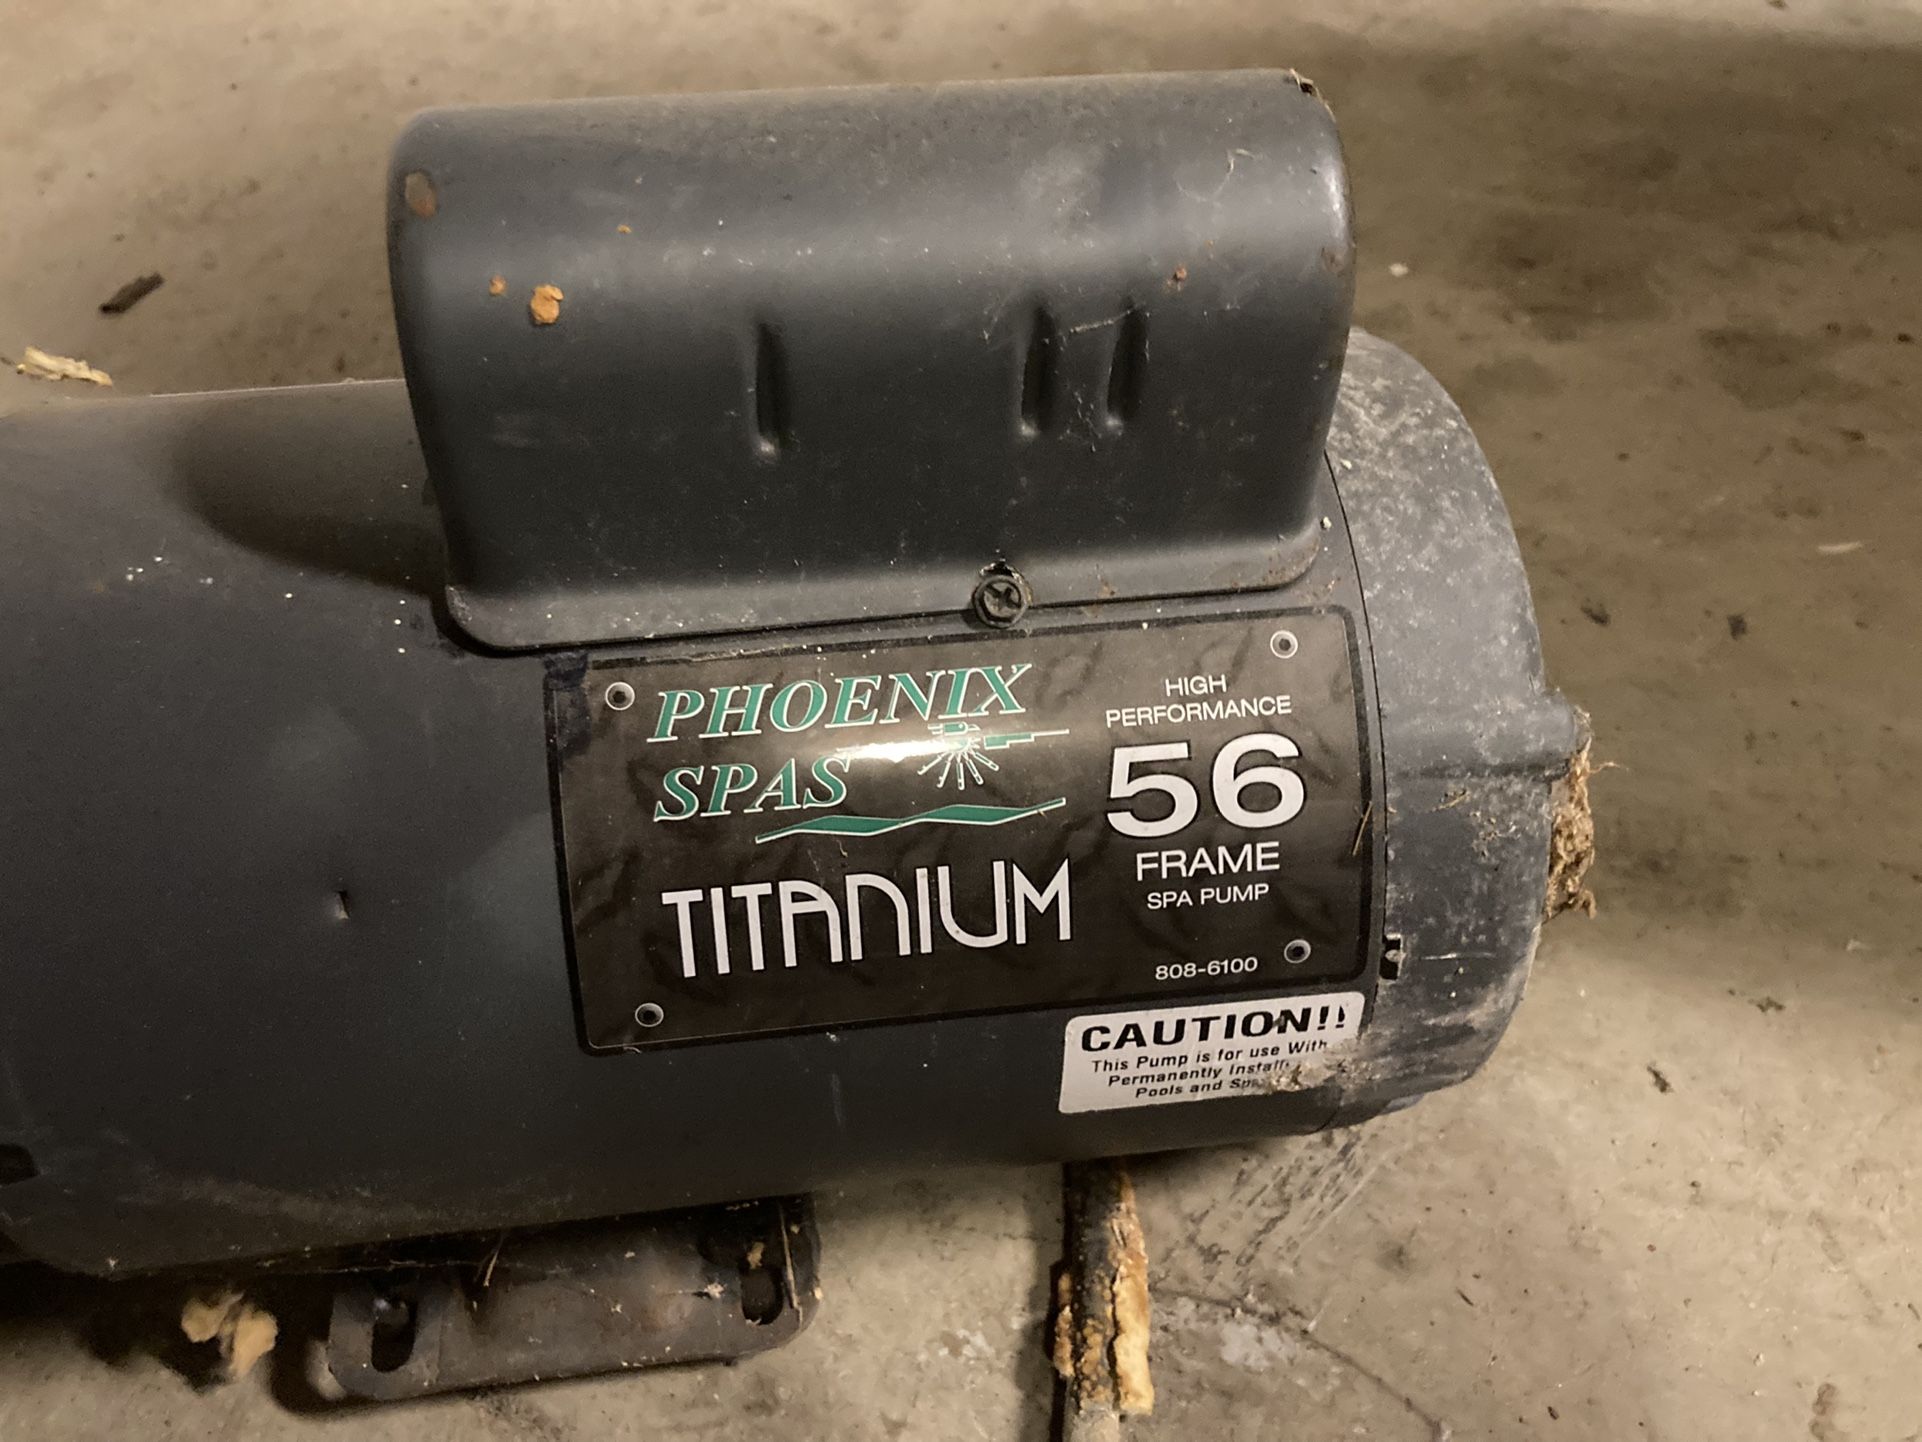 PHOENIX
SPAS
TITANIUM
HIGH
PERFORMANCE
56
FRAME
SPA PUMP
808-6100
CAUTION!!
This Pump is for use With
Permanently
Pools and